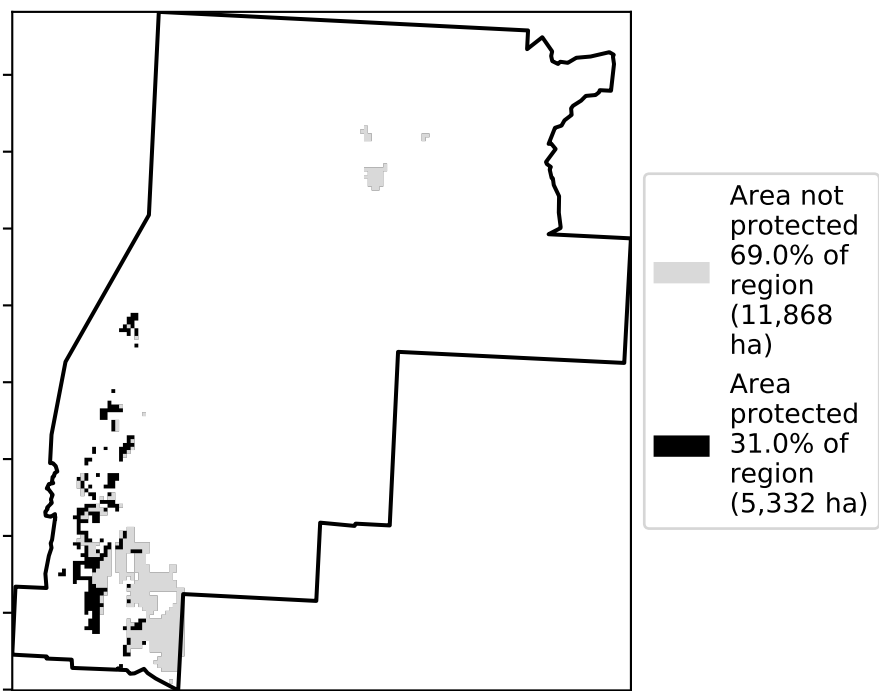 Area not
protected
69.0% of
region
(11,868
ha)
Area
protected
31.0% of
region
(5,332 ha)